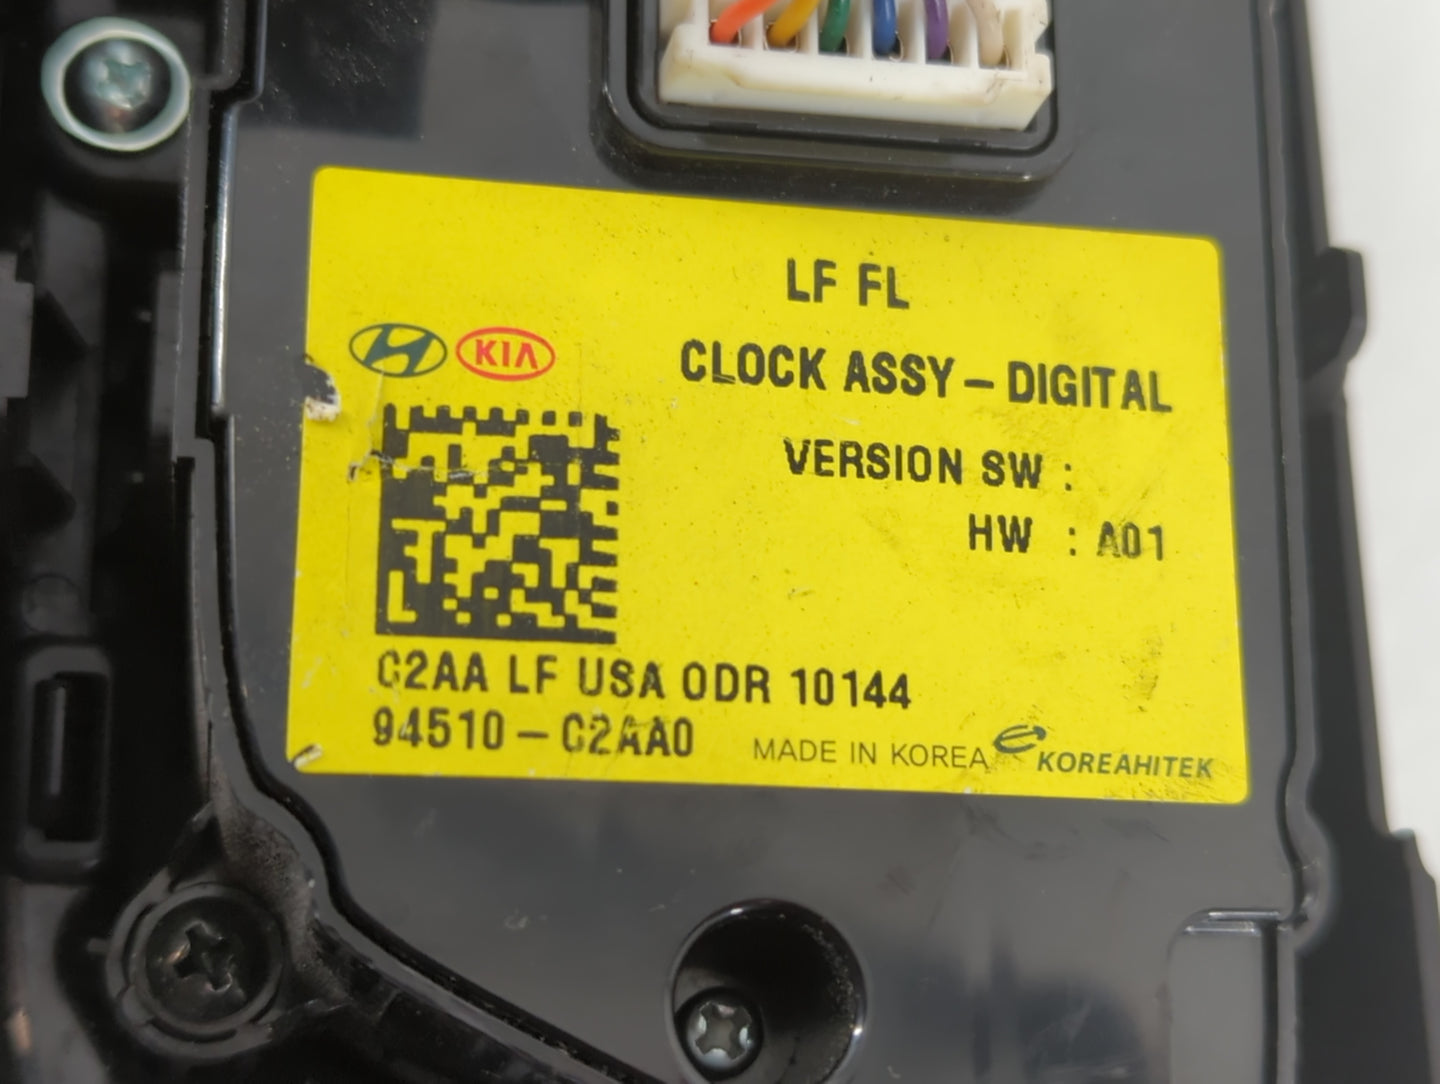 LF FL
KIA
CLOCK ASSY - DIGITAL
VERSION SW :
HW : A01
C2AA LF USA ODR 10144
94510 - C2AA0
MADE IN KOREA
KOREAHITEK